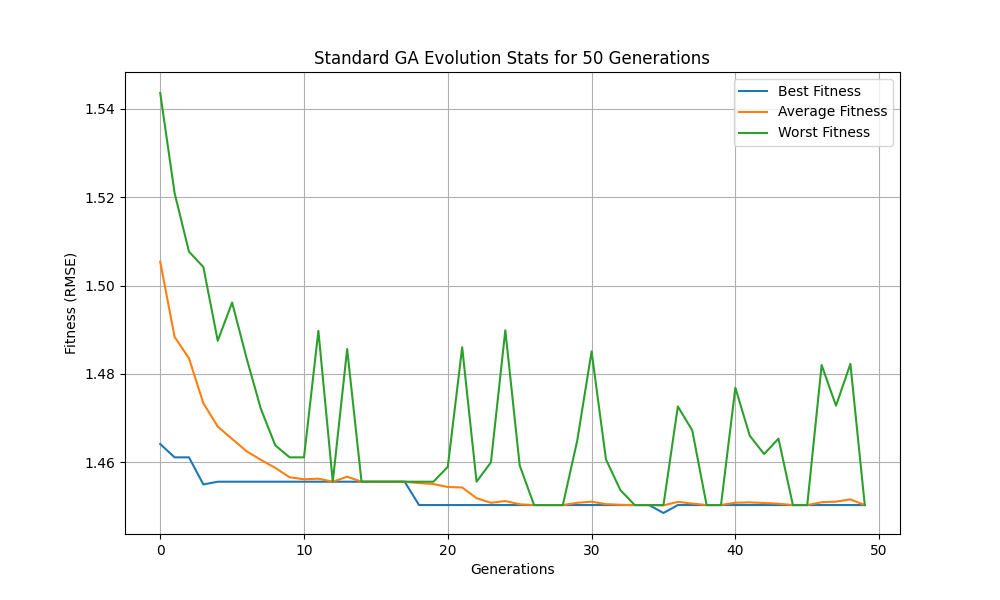 Standard GA Evolution Stats for 50 Generations
Best Fitness
Average Fitness
Worst Fitness
Fitness (RMSE)
1.54
1.52
1.50
1.48
1.46
0 10 20 30 40 50
Generations